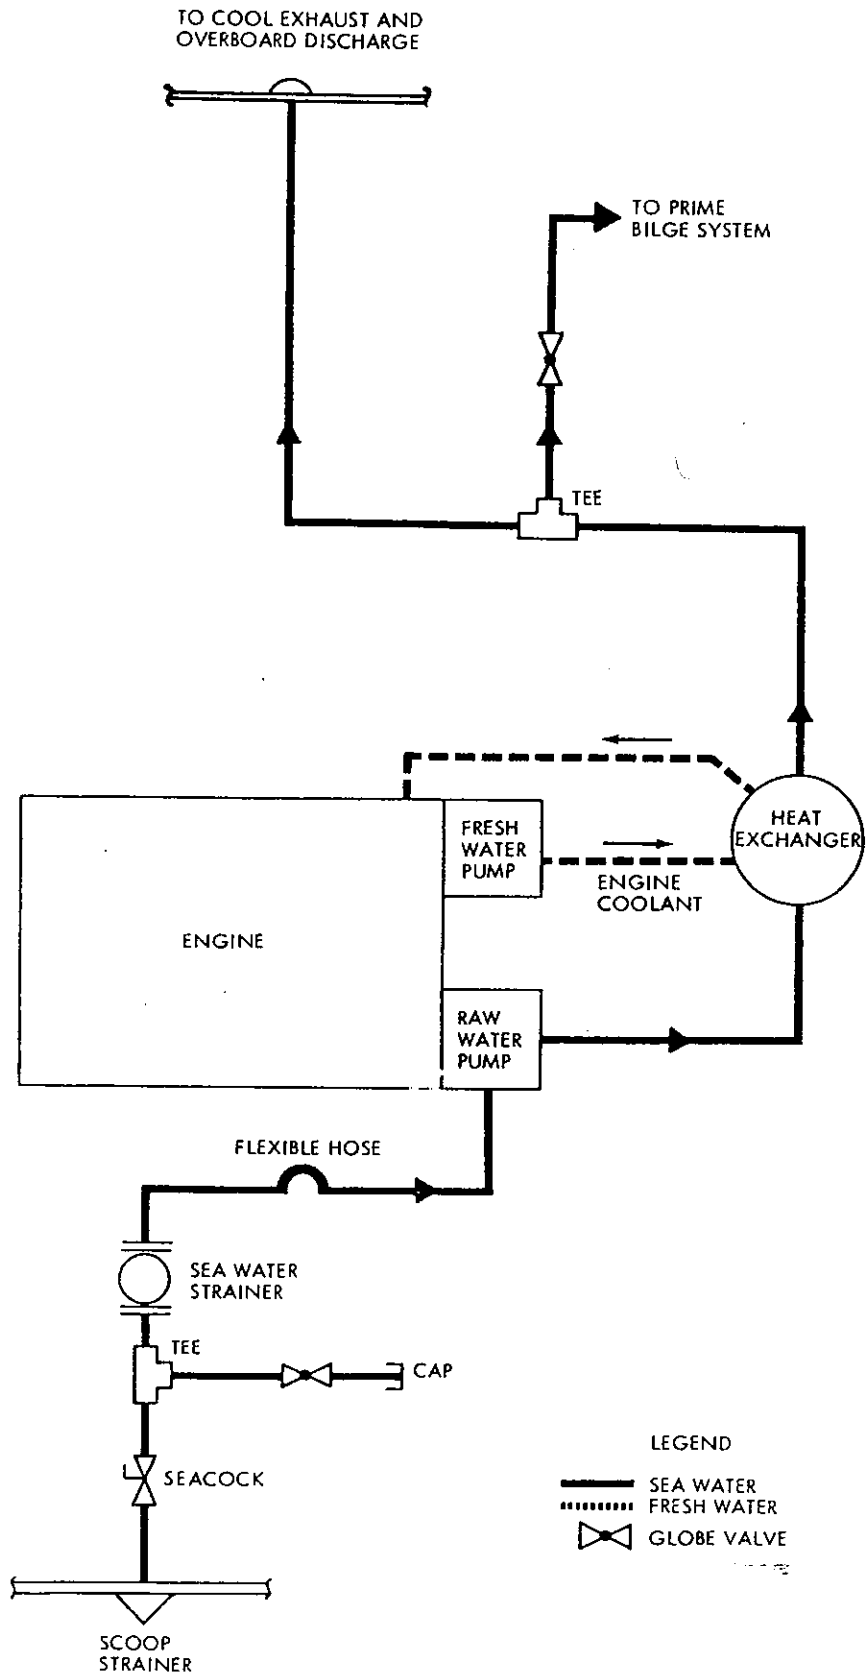 TO COOL EXHAUST AND
OVERBOARD DISCHARGE
TO PRIME
BILGE SYSTEM
TEE
HEAT
EXCHANGER
FRESH
WATER
PUMP
ENGINE
COOLANT
ENGINE
RAW
WATER
PUMP
FLEXIBLE HOSE
SEA WATER
STRAINER
TEE
CAP
SEACOCK
LEGEND
SEA WATER
FRESH WATER
GLOBE VALVE
SCOOP
STRAINER